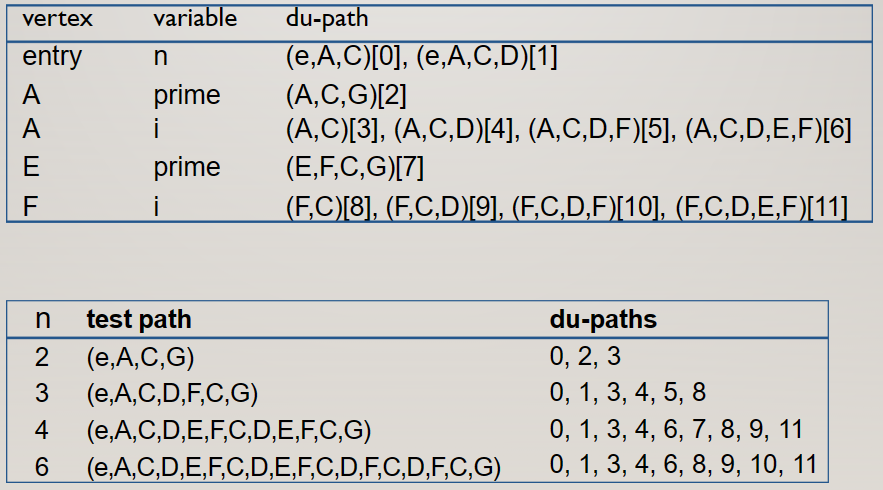 vertex variable du-path
entry n (e,A,C)[0], (e,A,C,D)[1]
A prime (A,C,G)[2]
A i (A,C)[3], (A,C,D)[4], (A,C,D,F)[5], (A,C,D,E,F)[6]
E prime (E,F,C,G)[7]
F i (F,C)[8], (F,C,D)[9], (F,C,D,F)[10], (F,C,D,E,F)[11]
n test path du-paths
2 (e,A,C,G) 0, 2, 3
3 (e,A,C,D,F,C,G) 0, 1, 3, 4, 5, 8
4 (e,A,C,D,E,F,C,D,E,F,C,G) 0, 1, 3, 4, 6, 7, 8, 9, 11
6 (e,A,C,D,E,F,C,D,E,F,C,D,F,C,D,F,C,G) 0, 1, 3, 4, 6, 8, 9, 10, 11